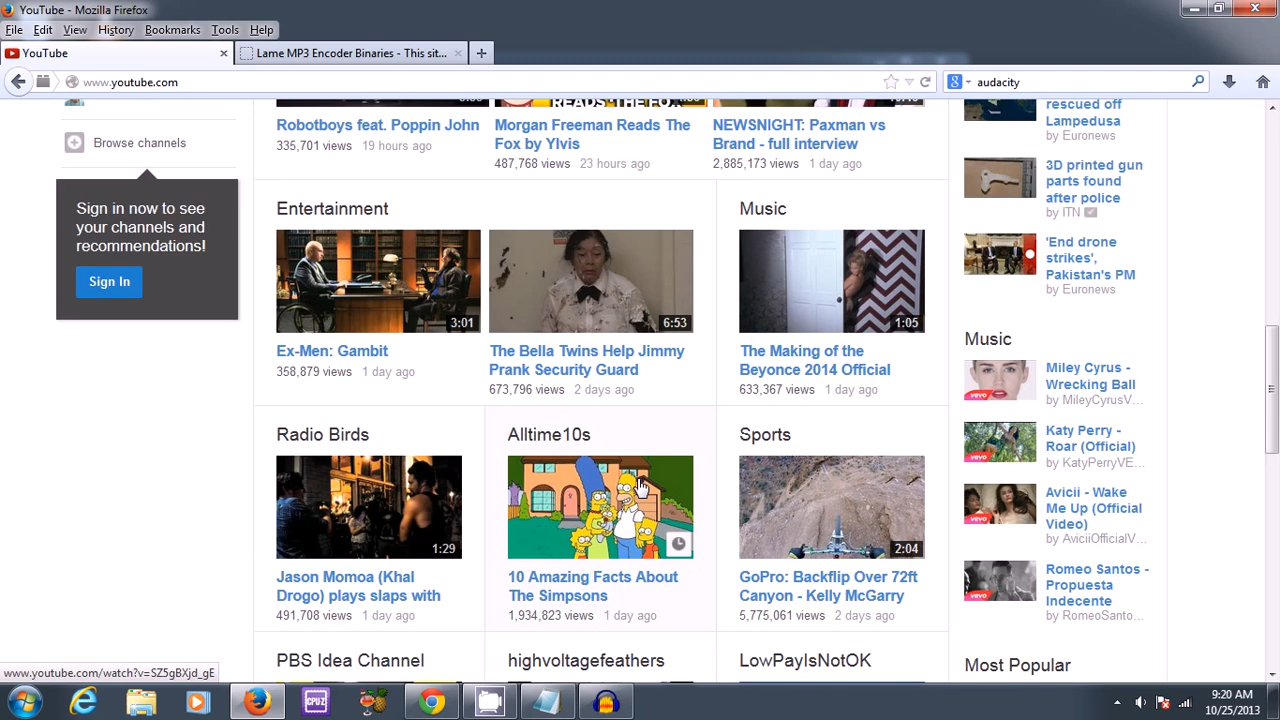 YouTube - Mozilla Firefox
File Edit View History Bookmarks Tools Help
YouTube
Lame MP3 Encoder Binaries - This sit...
www.youtube.com
audacity
READS THE FOX
Robotboys feat. Poppin John
335,701 views 19 hours ago
Morgan Freeman Reads The
Fox by Ylvis
487,768 views 23 hours ago
NEWSNIGHT: Paxman vs
Brand - full interview
2,885,173 views 1 day ago
Browse channels
Sign in now to see
your channels and
recommendations!
Sign In
Entertainment
3:01
Ex-Men: Gambit
358,879 views 1 day ago
6:53
The Bella Twins Help Jimmy
Prank Security Guard
673,796 views 2 days ago
Music
1:05
The Making of the
Beyonce 2014 Official
633,367 views 1 day ago
Radio Birds
1:29
Jason Momoa (Khal
Drogo) plays slaps with
491,708 views 1 day ago
Alltime10s
10 Amazing Facts About
The Simpsons
1,934,823 views 1 day ago
Sports
2:04
GoPro: Backflip Over 72ft
Canyon - Kelly McGarry
5,775,061 views 2 days ago
PBS Idea Channel
highvoltagefeathers
LowPayIsNotOK
rescued off
Lampedusa
by Euronews
3D printed gun
parts found
after police
by ITN
'End drone
strikes',
Pakistan's PM
by Euronews
Music
vevo
Miley Cyrus -
Wrecking Ball
by MileyCyrusV...
vevo
Katy Perry -
Roar (Official)
by KatyPerryVE...
vevo
Avicii - Wake
Me Up (Official
Video)
by AviciiOfficialV...
vevo
Romeo Santos -
Propuesta
Indecente
by RomeoSanto...
Most Popular
www.youtube.com/watch?v=SZ5gBXjd_gE
CPUZ
9:20 AM
10/25/2013